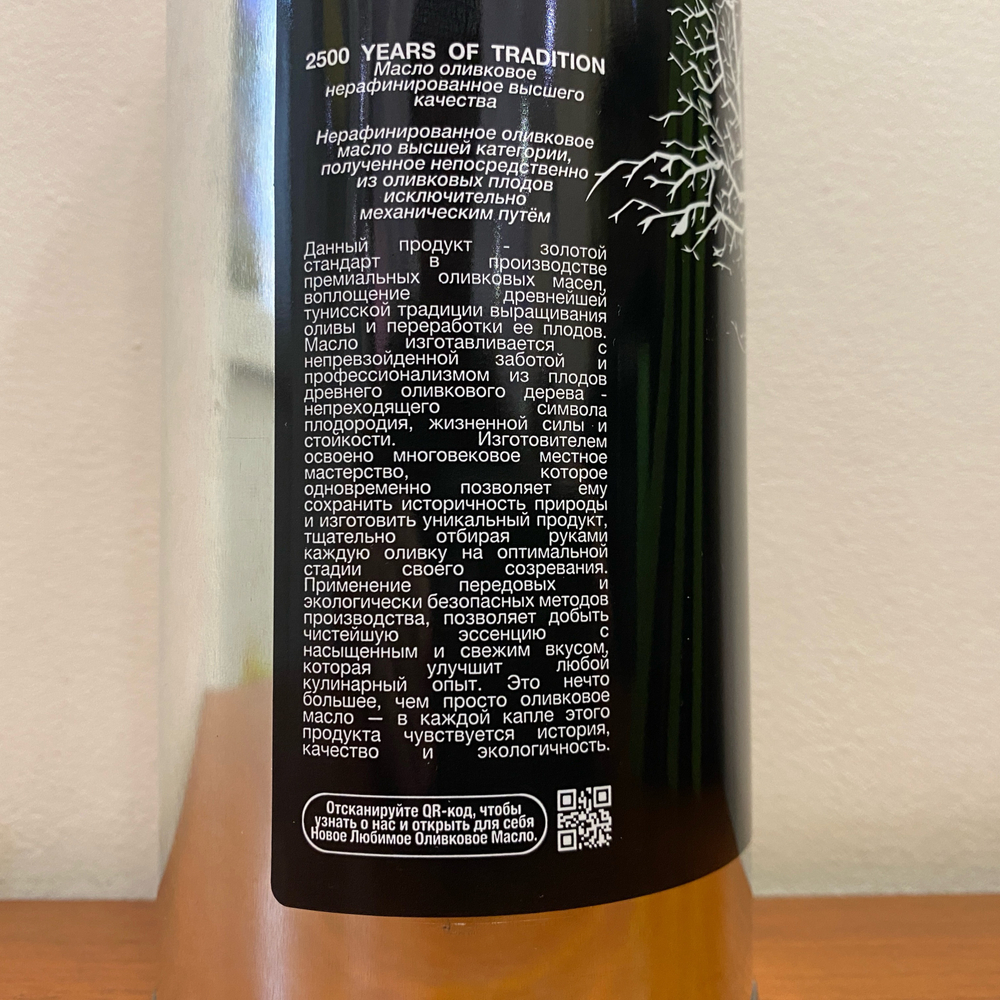 2500 YEARS OF TRADITION
Масло оливковое
нерафинированное высшего
качества
Нерафинированное оливковое
масло высшей категории,
полученное непосредственно
из оливковых плодов
исключительно
механическим путём
Данный продукт - золотой
стандарт в производстве
премиальных оливковых масел,
воплощение древнейшей
тунисской традиции выращивания
оливы и переработки ее плодов.
Масло изготавливается с
непревзойденной заботой и
профессионализмом из плодов
древнего оливкового дерева -
непреходящего символа
плодородия, жизненной силы и
стойкости. Изготовителем
освоено многовековое местное
мастерство, которое
одновременно позволяет ему
сохранить историчность природы
и изготовить уникальный продукт,
тщательно отбирая руками
каждую оливку на оптимальной
стадии своего созревания.
Применение передовых и
экологически безопасных методов
производства, позволяет добыть
чистейшую эссенцию с
насыщенным и свежим вкусом,
которая улучшит любой
кулинарный опыт. Это нечто
большее, чем просто оливковое
масло — в каждой капле этого
продукта чувствуется история,
качество и экологичность.
Отсканируйте QR-код, чтобы
узнать о нас и открыть для себя
Новое Любимое Оливковое Масло.